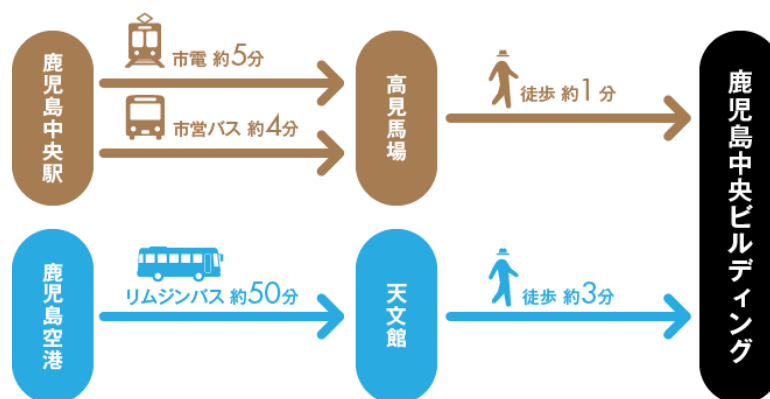 鹿児島中央駅
市電 約5分
市営バス 約4分
高見馬場
徒歩 約1分
鹿児島中央ビルディング
鹿児島空港
リムジンバス 約50分
天文館
徒歩 約3分